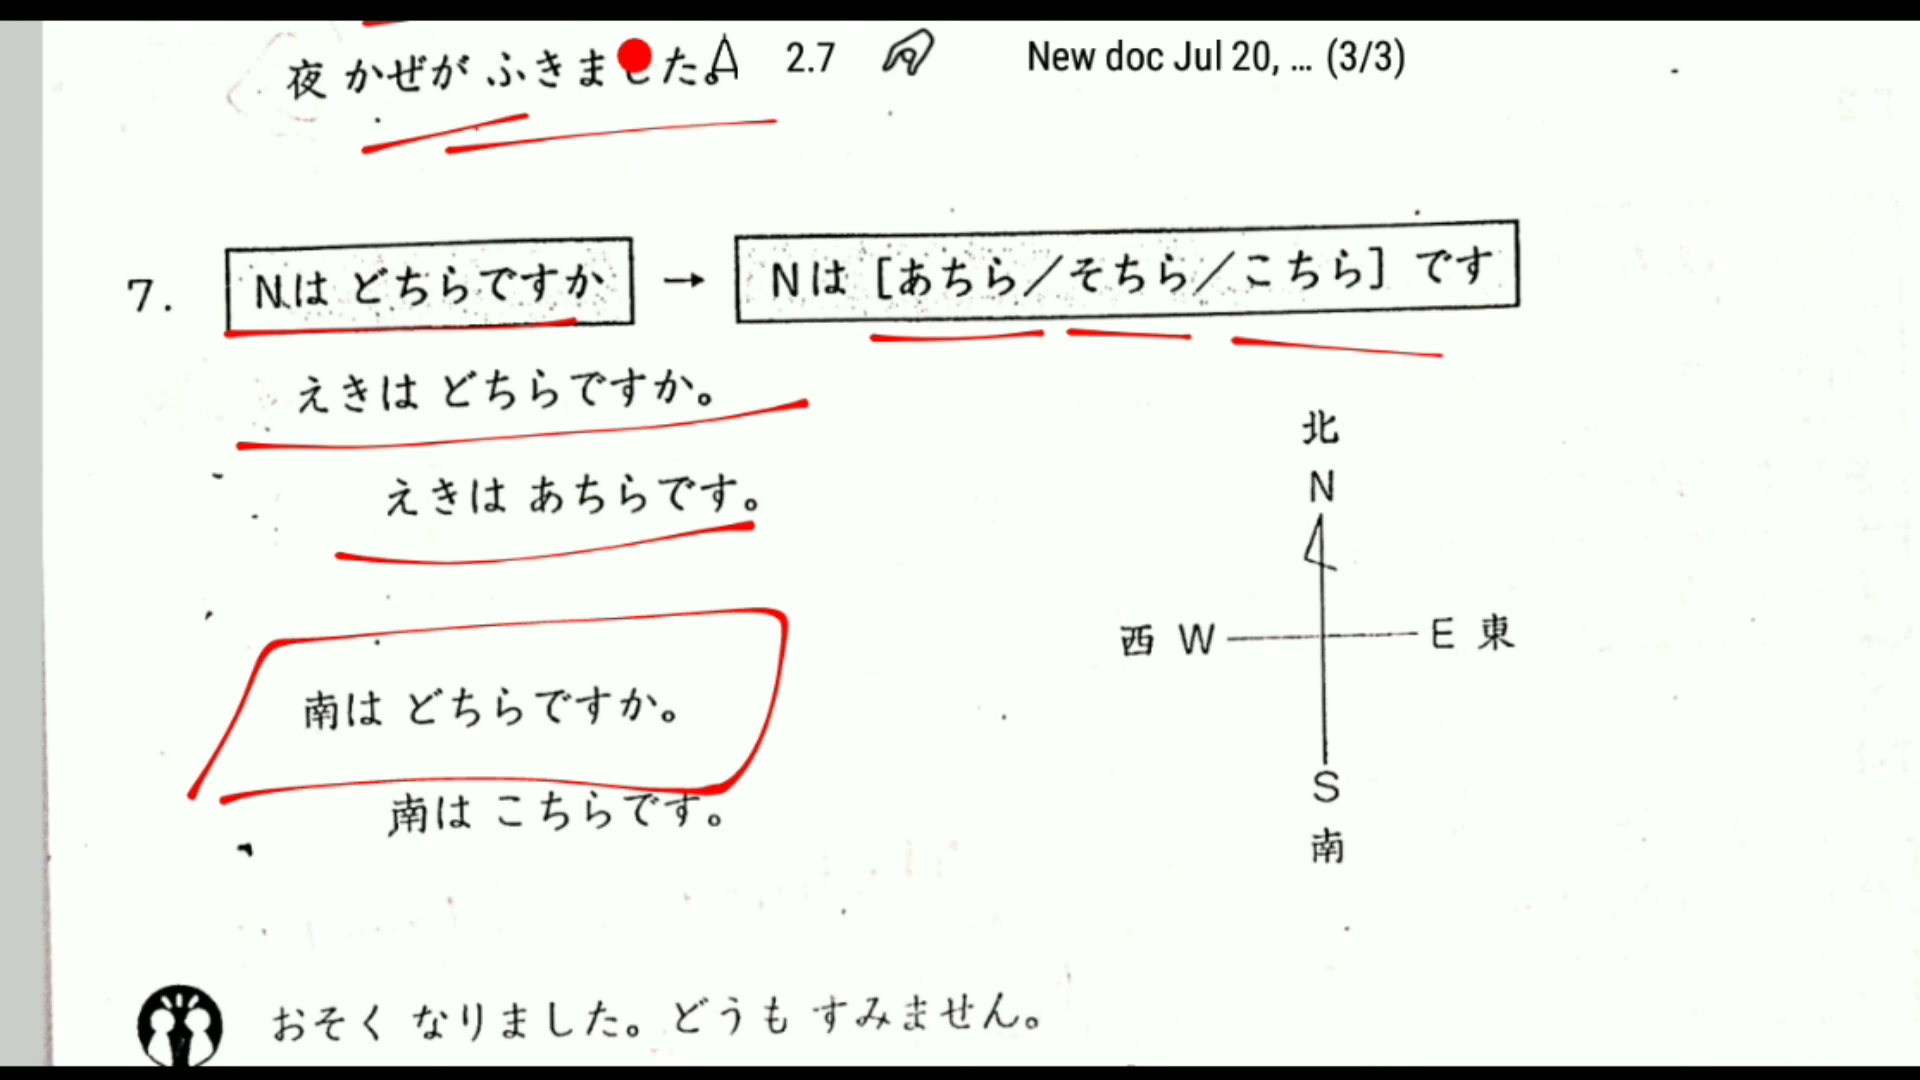 夜 かぜが ふきました。 2.7 New doc Jul 20, ... (3/3)
7. Nは どちらですか → Nは [あちら/そちら/こちら] です
えきは どちらですか。
えきは あちらです。
南は どちらですか。
南は こちらです。
北
N
西 W E 東
S
南
おそく なりました。どうも すみません。